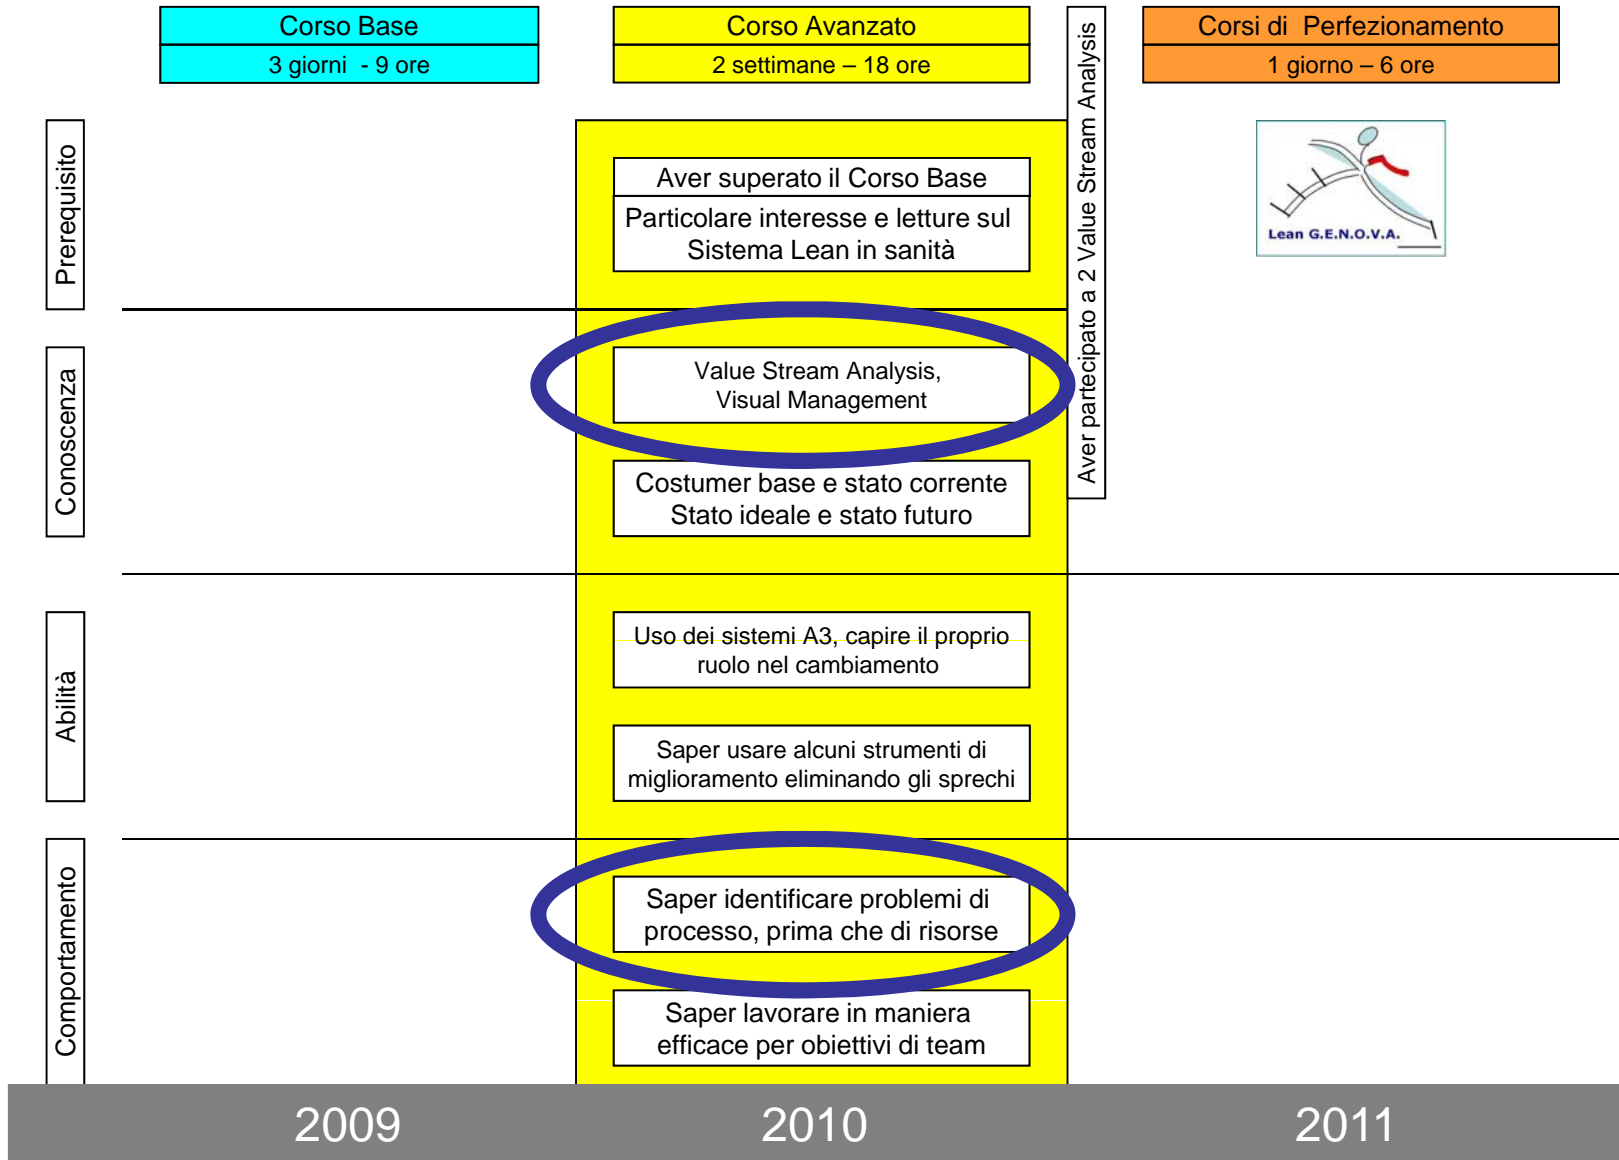 Corso Base
3 giorni - 9 ore
Corso Avanzato
2 settimane – 18 ore
Aver partecipato a 2 Value Stream Analysis
Corsi di Perfezionamento
1 giorno – 6 ore
Prerequisito
Aver superato il Corso Base
Particolare interesse e letture sul
Sistema Lean in sanità
Lean G.E.N.O.V.A.
Conoscenza
Value Stream Analysis,
Visual Management
Costumer base e stato corrente
Stato ideale e stato futuro
Abilità
Uso dei sistemi A3, capire il proprio
ruolo nel cambiamento
Saper usare alcuni strumenti di
miglioramento eliminando gli sprechi
Comportamento
Saper identificare problemi di
processo, prima che di risorse
Saper lavorare in maniera
efficace per obiettivi di team
2009
2010
2011